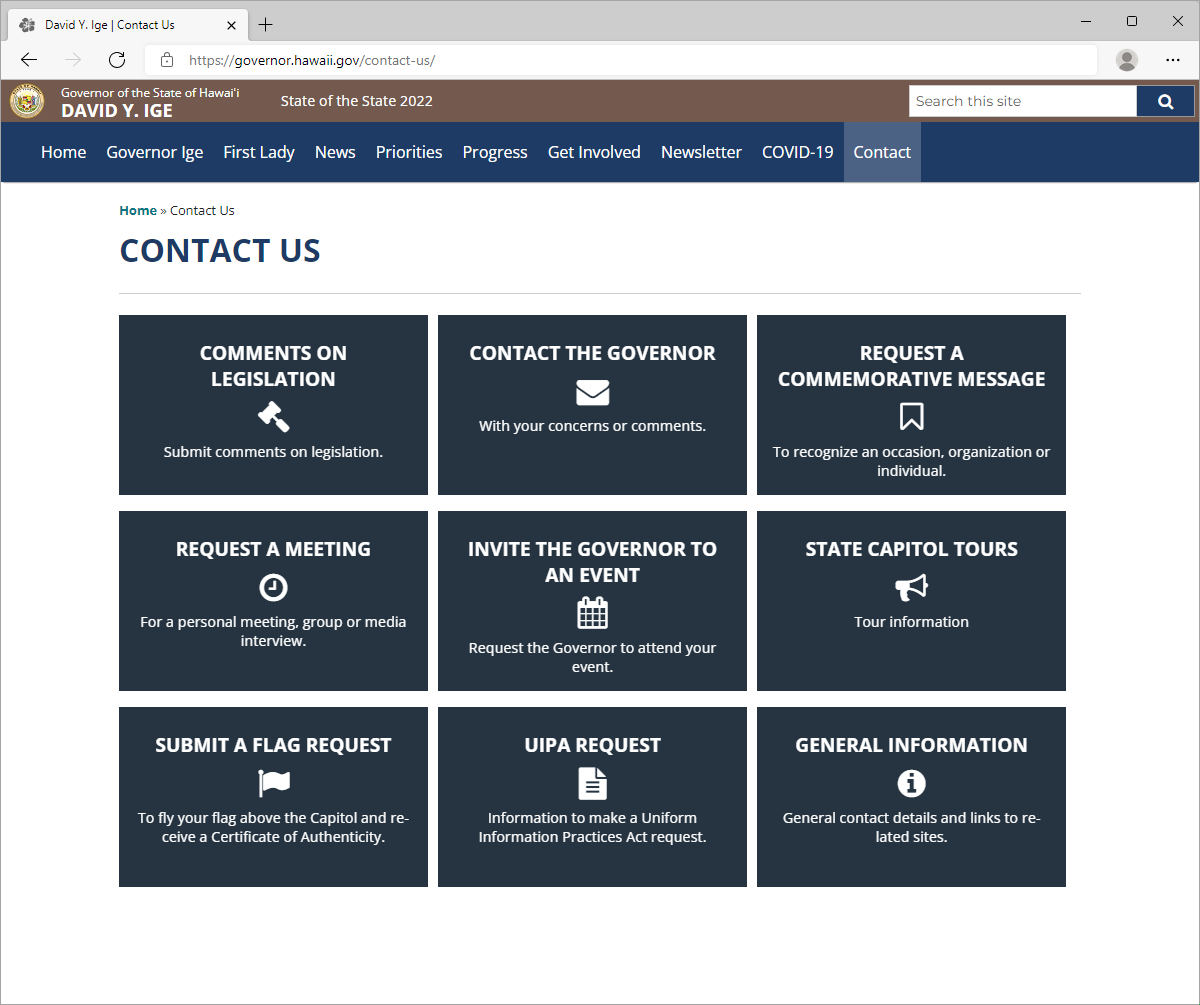 David Y. Ige | Contact Us
https://governor.hawaii.gov/contact-us/
Governor of the State of Hawaiʻi
DAVID Y. IGE
State of the State 2022
Search this site
Home Governor Ige First Lady News Priorities Progress Get Involved Newsletter COVID-19 Contact
Home » Contact Us
CONTACT US
COMMENTS ON
LEGISLATION
Submit comments on legislation.
CONTACT THE GOVERNOR
With your concerns or comments.
REQUEST A
COMMEMORATIVE MESSAGE
To recognize an occasion, organization or
individual.
REQUEST A MEETING
For a personal meeting, group or media
interview.
INVITE THE GOVERNOR TO
AN EVENT
Request the Governor to attend your
event.
STATE CAPITOL TOURS
Tour information
SUBMIT A FLAG REQUEST
To fly your flag above the Capitol and re-
ceive a Certificate of Authenticity.
UIPA REQUEST
Information to make a Uniform
Information Practices Act request.
GENERAL INFORMATION
General contact details and links to re-
lated sites.